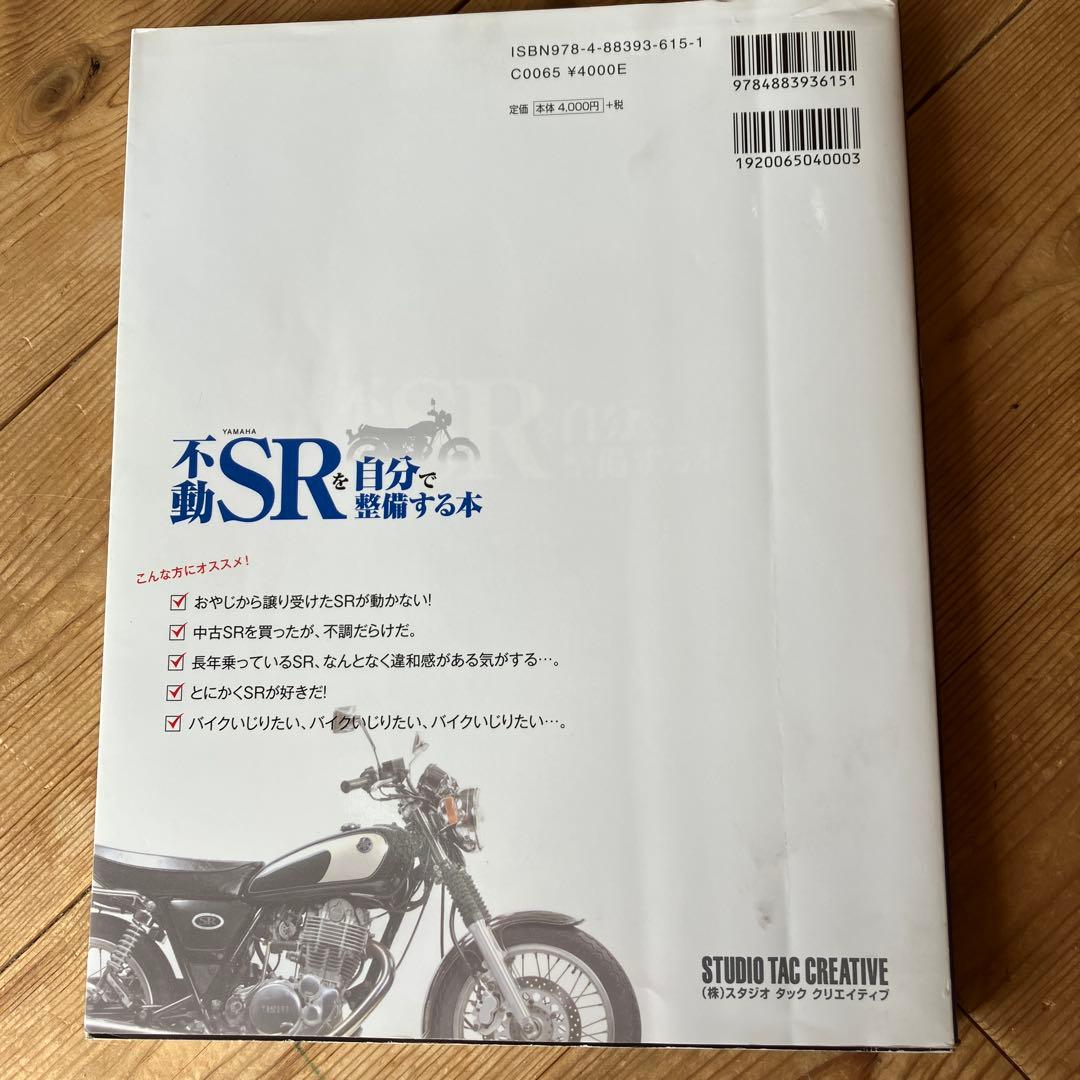 ISBN978-4-88393-615-1
C0065 ¥4000E
定価 本体 4,000円 +税
9784883936151
1920065040003
YAMAHA
不動SRを自分で整備する本
こんな方にオススメ!
おやじから譲り受けたSRが動かない!
中古SRを買ったが、不調だらけだ。
長年乗っているSR、なんとなく違和感がある気がする…。
とにかくSRが好きだ!
バイクいじりたい、バイクいじりたい、バイクいじりたい…。
SR
YAMAHA
STUDIO TAC CREATIVE
(株)スタジオ タック クリエイティブ